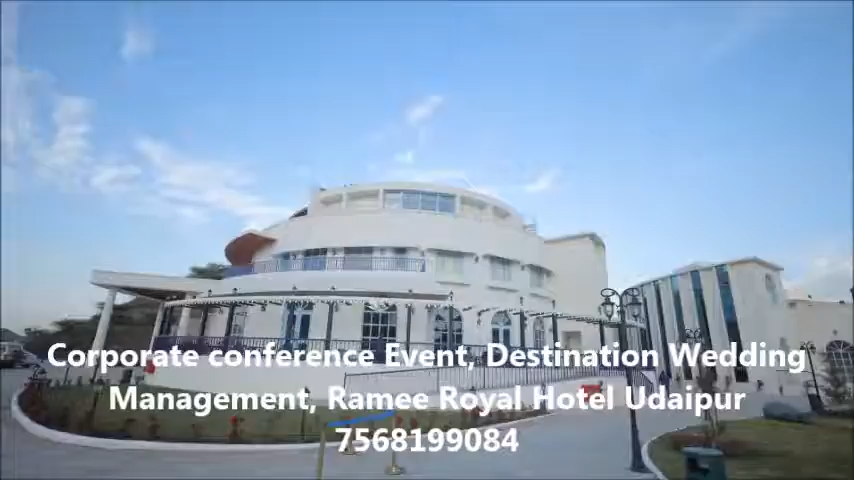 Corporate conference Event, Destination Wedding
Management, Ramee Royal Hotel Udaipur
7568199084